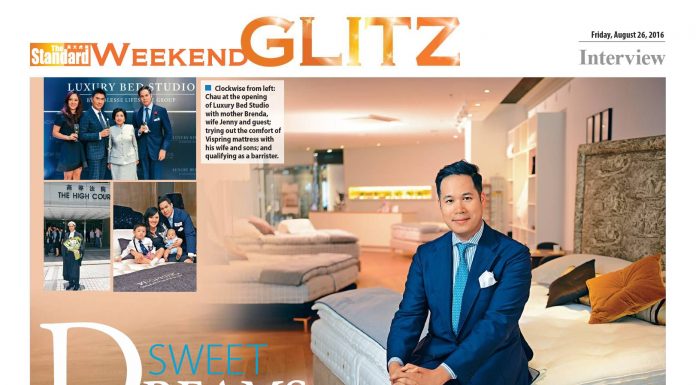 The
Standard
WEEKEND GLITZ
Friday, August 26, 2016
Interview
LUXURY BED STUDIO
Clockwise from left:
Chau at the opening
of Luxury Bed Studio
with mother Brenda,
wife Jenny and guest;
trying out the comfort of
Vispring mattress with
his wife and sons; and
qualifying as a barrister.
高等法院
THE HIGH COUR
SWEET
DREAMS